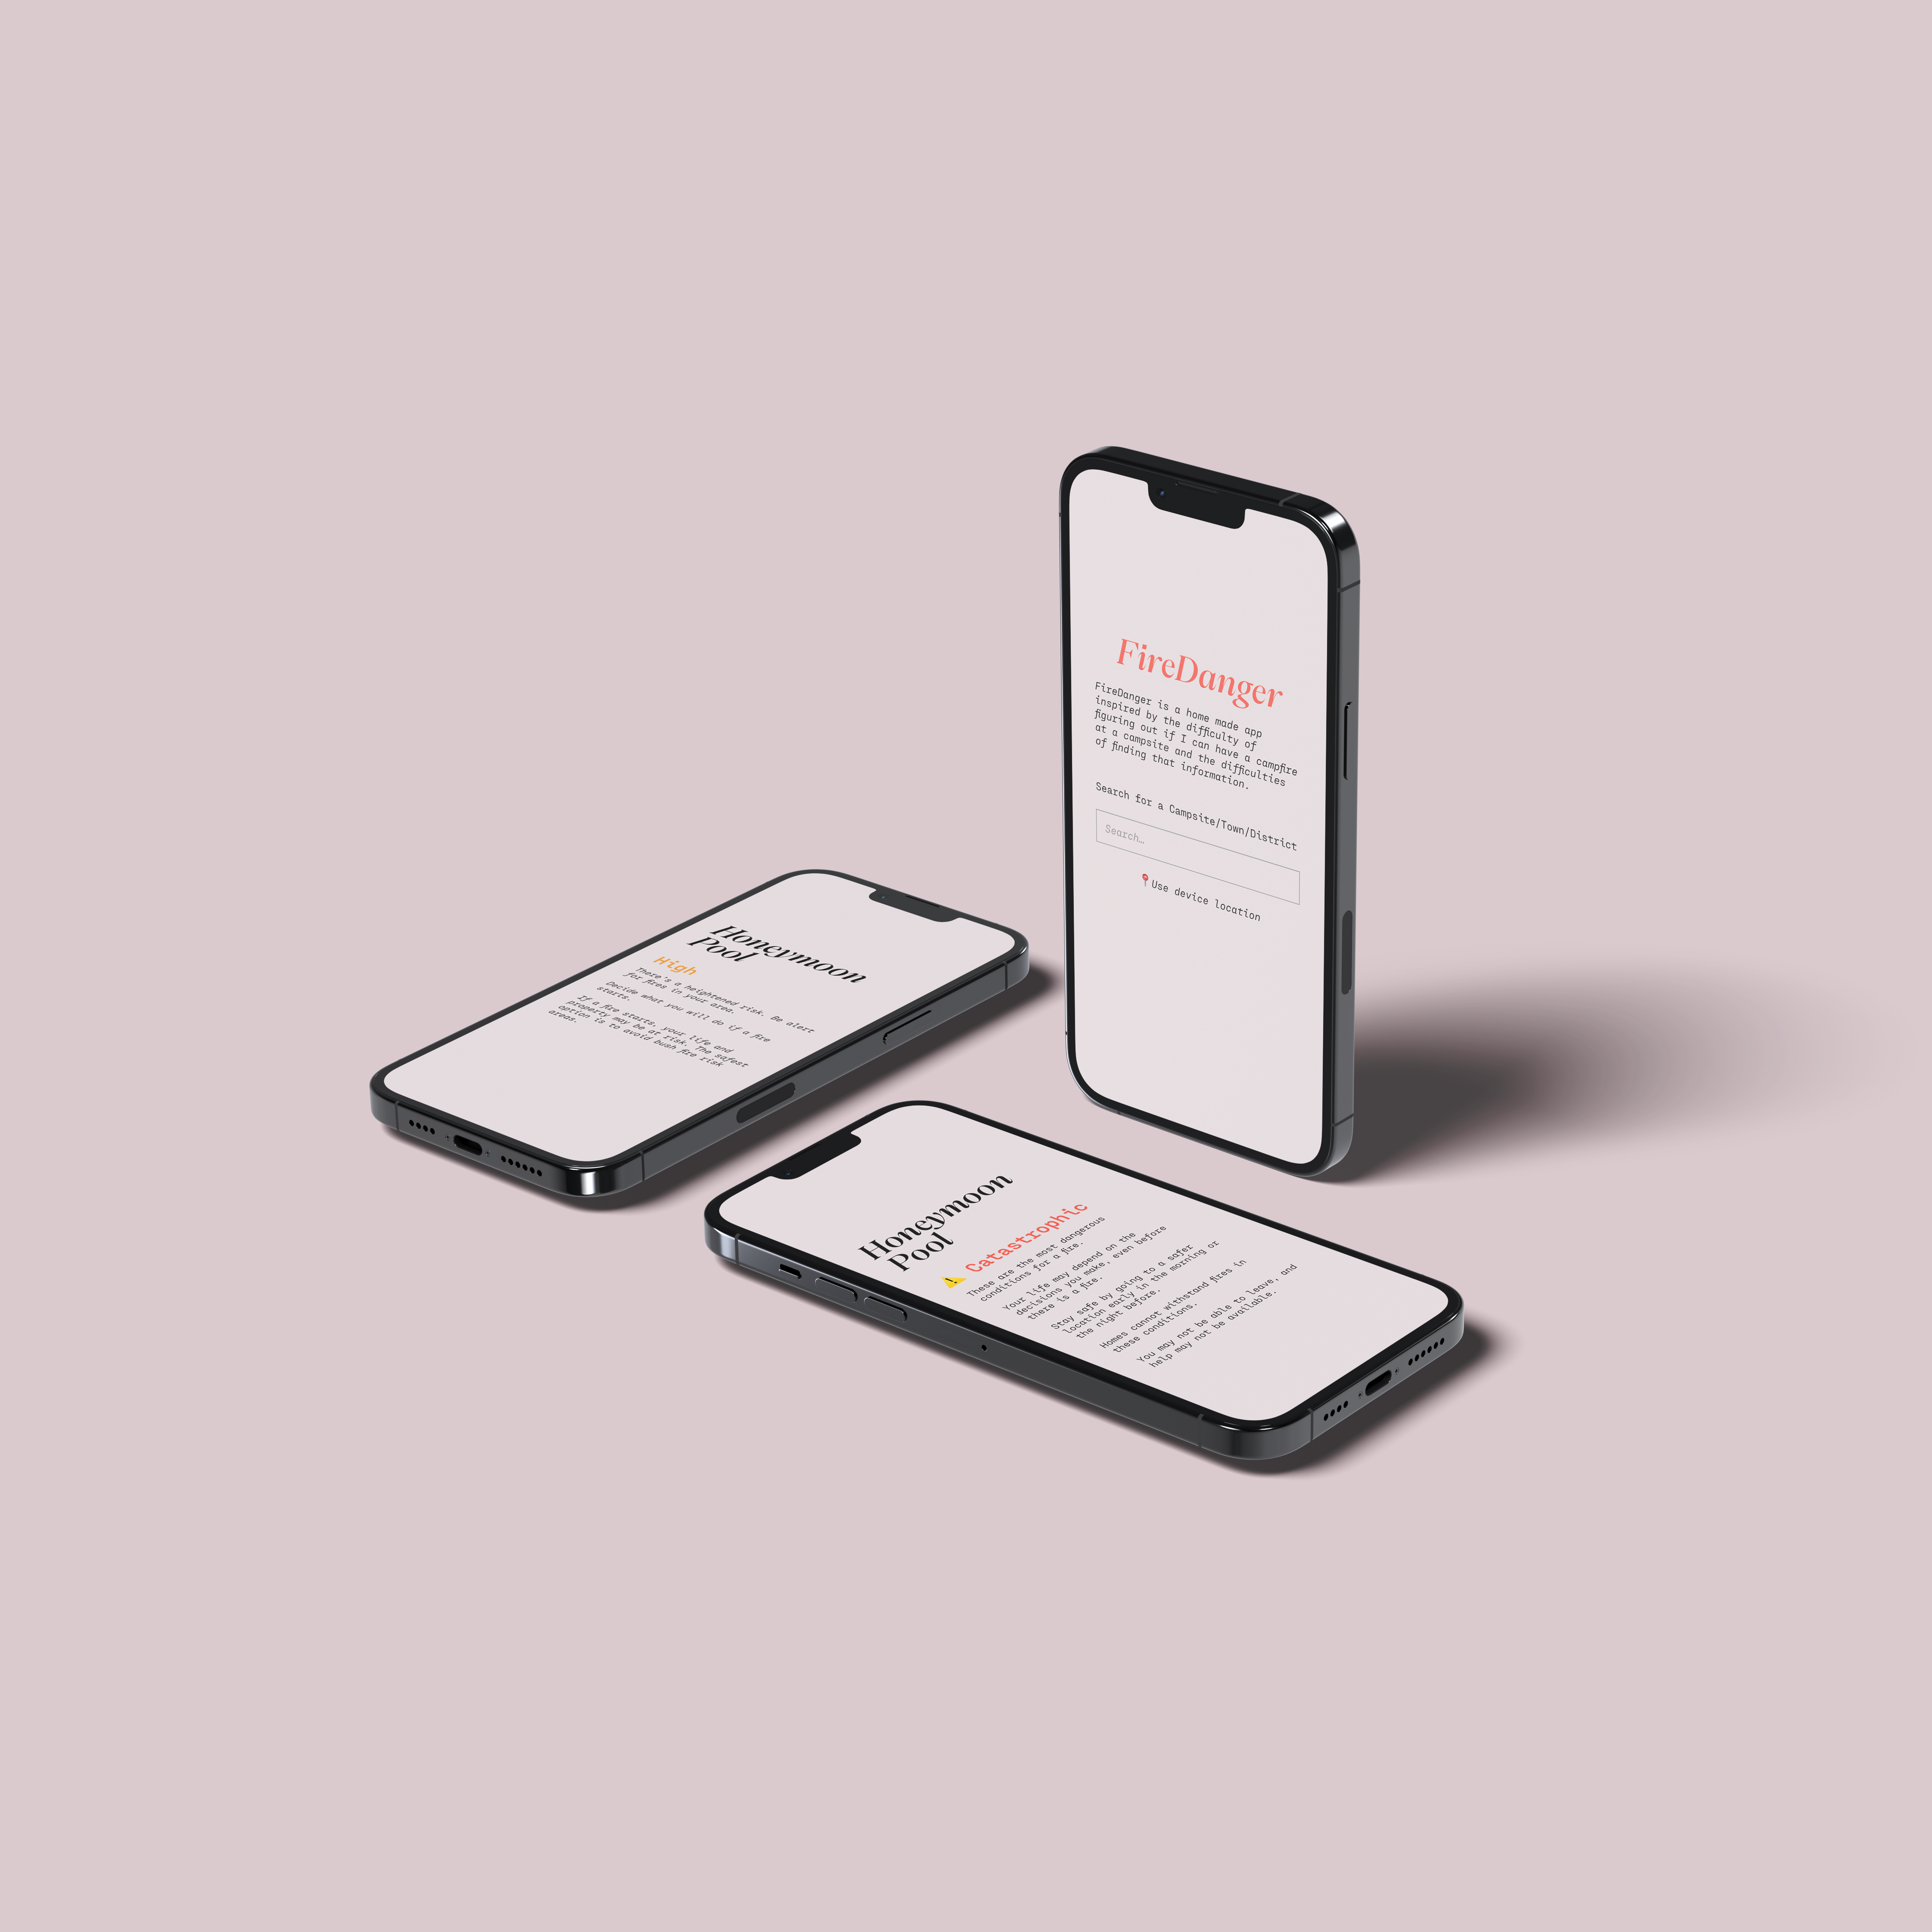 FireDanger
FireDanger is a home made app
inspired by the difficulty of
figuring out if I can have a campfire
at a campsite and the difficulties
of finding that information.
Search for a Campsite/Town/District
Search…
📍Use device location
Honeymoon
Pool
High
There's a heightened risk. Be alert
for fires in your area.
Decide what you will do if a fire
starts.
If a fire starts, your life and
property may be at risk. The safest
option is to avoid bush fire risk
areas.
Honeymoon
Pool
⚠️ Catastrophic
These are the most dangerous
conditions for a fire.
Your life may depend on the
decisions you make, even before
there is a fire.
Stay safe by going to a safer
location early in the morning or
the night before.
Homes cannot withstand fires in
these conditions.
You may not be able to leave, and
help may not be available.